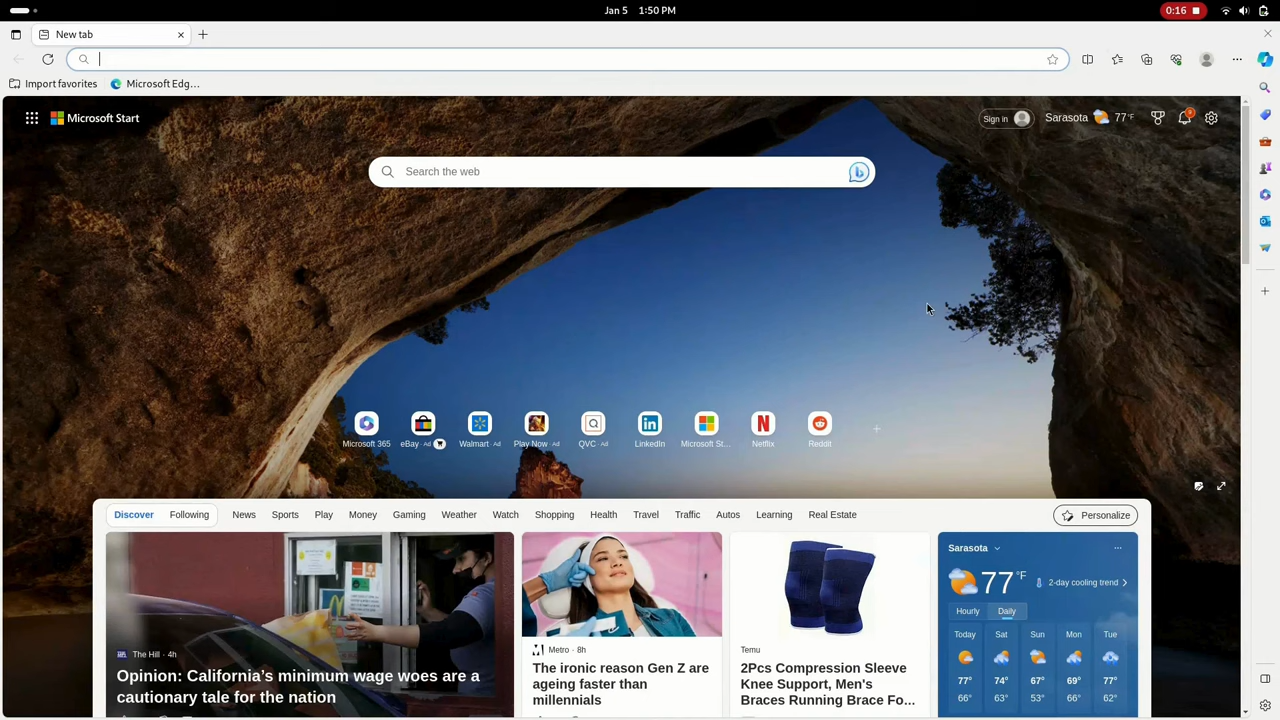 Jan 5 1:50 PM
0:16
New tab
Import favorites
Microsoft Edg...
Microsoft Start
Sign in
Sarasota
77°F
Search the web
Microsoft 365
eBay · Ad
Walmart · Ad
Play Now · Ad
QVC · Ad
LinkedIn
Microsoft St...
Netflix
Reddit
Discover
Following
News
Sports
Play
Money
Gaming
Weather
Watch
Shopping
Health
Travel
Traffic
Autos
Learning
Real Estate
Personalize
The Hill · 4h
Opinion: California’s minimum wage woes are a
cautionary tale for the nation
Metro · 8h
The ironic reason Gen Z are
ageing faster than
millennials
Temu
2Pcs Compression Sleeve
Knee Support, Men's
Braces Running Brace Fo...
Sarasota
77 °F
2-day cooling trend
Hourly
Daily
Today Sat Sun Mon Tue
77° 74° 67° 69° 77°
66° 63° 53° 66° 62°